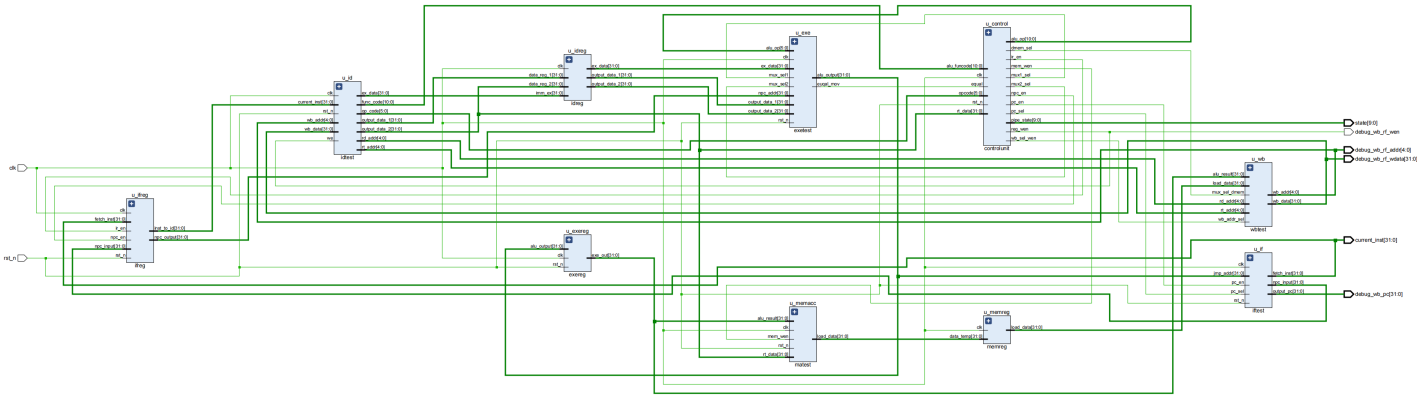 clk
rst_n
u_id
clk
current_inst[31:0]
rst_n
wb_addr[4:0]
wb_data[31:0]
we
ex_data[31:0]
func_code[10:0]
op_code[5:0]
output_data_1[31:0]
output_data_2[31:0]
rd_addr[4:0]
rt_addr[4:0]
idtest
u_ifreg
clk
fetch_inst[31:0]
ir_en
npc_en
npc_input[31:0]
rst_n
inst_to_id[31:0]
npc_output[31:0]
ifreg
u_idreg
clk
data_reg_1[31:0]
data_reg_2[31:0]
imm_ex[31:0]
ex_data[31:0]
output_data_1[31:0]
output_data_2[31:0]
idreg
u_exereg
alu_output[31:0]
clk
rst_n
exe_out[31:0]
exereg
u_exe
alu_op[5:0]
clk
ex_data[31:0]
mux_sel1
mux_sel2
npc_addr[31:0]
output_data_1[31:0]
output_data_2[31:0]
rst_n
alu_output[31:0]
exetest
u_memacc
alu_result[31:0]
clk
mem_wen
rst_n
rt_data[31:0]
load_data[31:0]
matest
u_control
alu_funcode[10:0]
clk
equal
opcode[5:0]
rst_n
rt_data[31:0]
alu_op[10:0]
dmem_sel
ir_en
mem_wen
mux1_sel
mux2_sel
npc_en
pc_en
pc_sel
pipe_state[9:0]
reg_wen
wb_sel_wen
controlunit
u_memreg
clk
data_temp[31:0]
load_data[31:0]
memreg
u_wb
alu_result[31:0]
load_data[31:0]
mux_sel_dmem
rd_addr[4:0]
rt_addr[4:0]
wb_addr_sel
wb_addr[4:0]
wb_data[31:0]
wbtest
u_if
clk
jmp_addr[31:0]
pc_en
pc_sel
rst_n
fetch_inst[31:0]
npc_input[31:0]
output_pc[31:0]
iftest
state[9:0]
debug_wb_rf_wen
debug_wb_rf_addr[4:0]
debug_wb_rf_wdata[31:0]
current_inst[31:0]
debug_wb_pc[31:0]